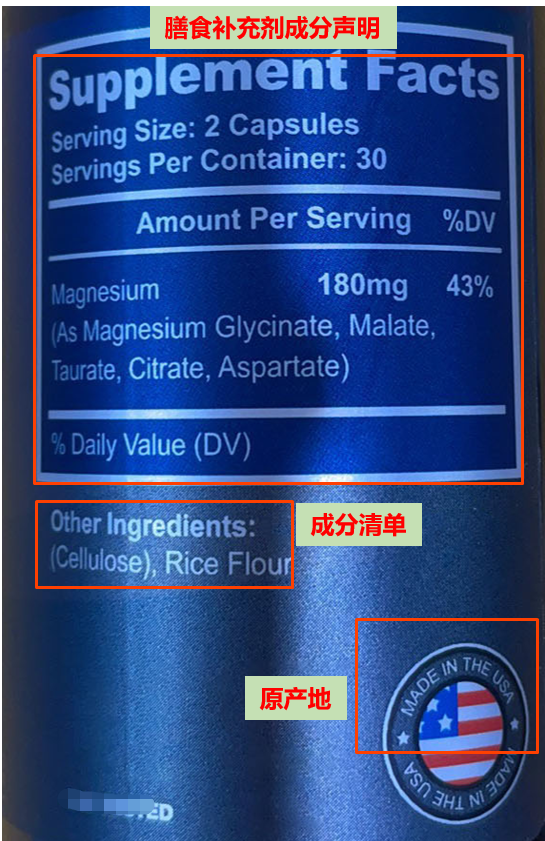 膳食补充剂成分声明
Supplement Facts
Serving Size: 2 Capsules
Servings Per Container: 30
Amount Per Serving %DV
Magnesium 180mg 43%
(As Magnesium Glycinate, Malate,
Taurate, Citrate, Aspartate)
% Daily Value (DV)
Other Ingredients:
(Cellulose), Rice Flour
成分清单
原产地
MADE IN THE USA
MADE IN THE USA